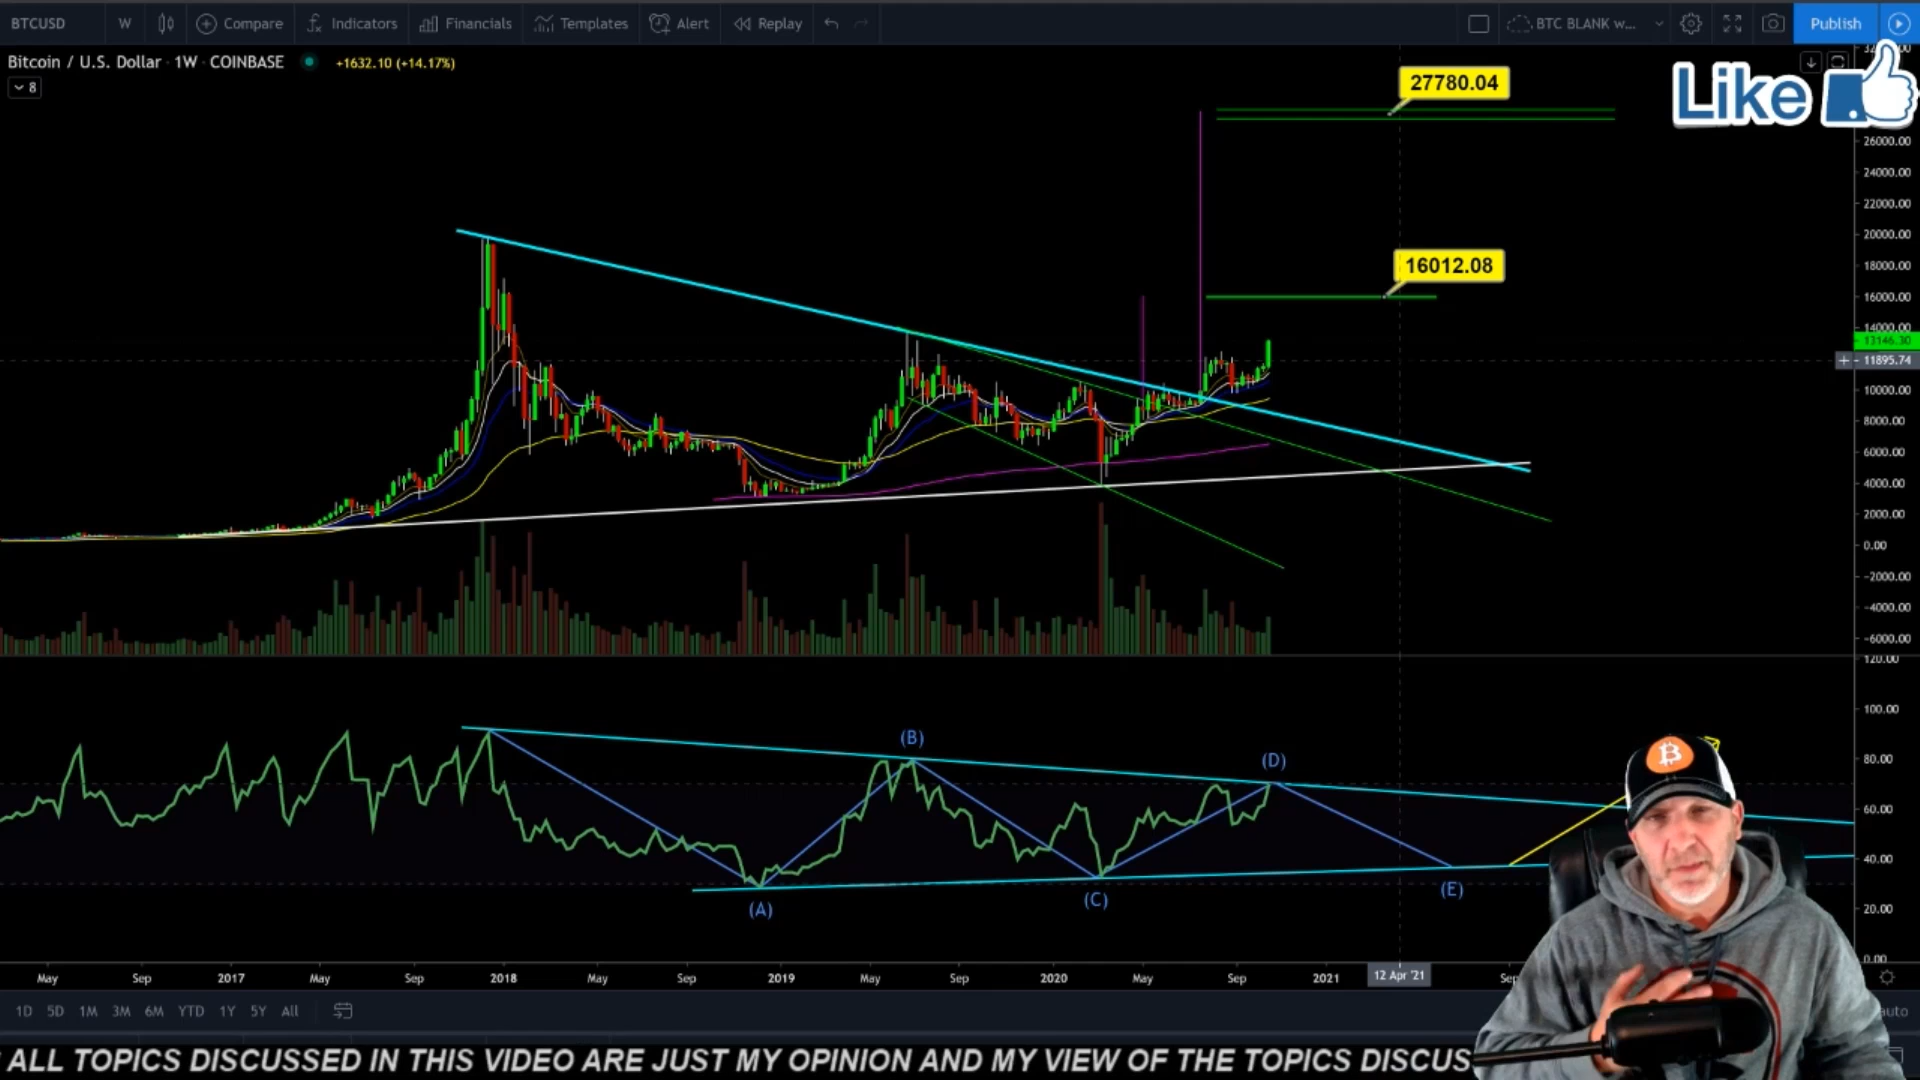 BTCUSD W Compare Indicators Financials Templates Alert Replay BTC BLANK w... Publish
Bitcoin / U.S. Dollar · 1W · COINBASE +1632.10 (+14.17%)
8
Like
27780.04
16012.08
26000.00
24000.00
22000.00
20000.00
18000.00
16000.00
14000.00
13146.30
11895.74
10000.00
8000.00
6000.00
4000.00
2000.00
0.00
-2000.00
-4000.00
-6000.00
120.00
100.00
80.00
60.00
40.00
20.00
0.00
(A)
(B)
(C)
(D)
(E)
May Sep 2017 May Sep 2018 May Sep 2019 May Sep 2020 May Sep 2021 12 Apr '21
1D 5D 1M 3M 6M YTD 1Y 5Y All auto
ALL TOPICS DISCUSSED IN THIS VIDEO ARE JUST MY OPINION AND MY VIEW OF THE TOPICS DISCUS